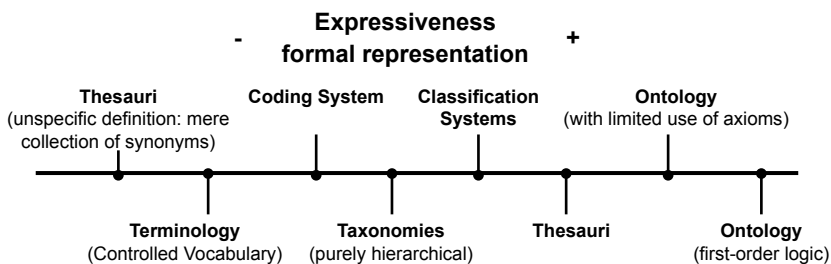 Expressiveness
- formal representation +
Thesauri
(unspecific definition: mere
collection of synonyms)
Coding System
Classification
Systems
Ontology
(with limited use of axioms)
Terminology
(Controlled Vocabulary)
Taxonomies
(purely hierarchical)
Thesauri
Ontology
(first-order logic)